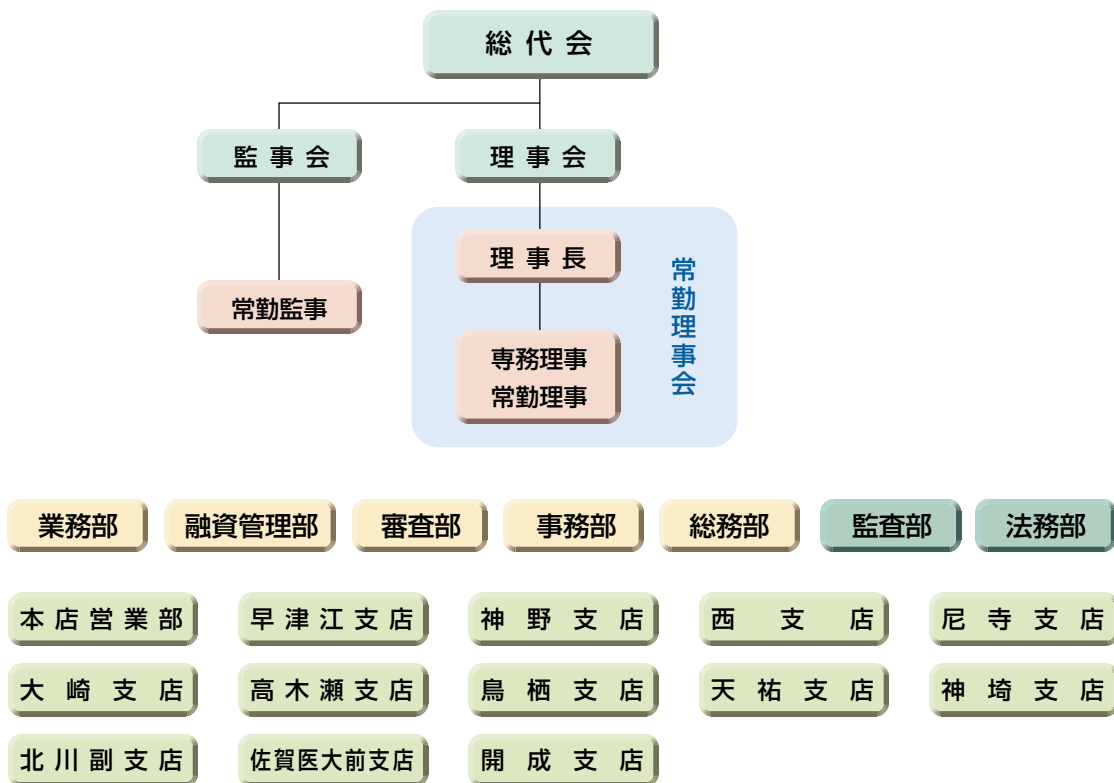 総代会
監事会
理事会
理事長
常勤理事会
常勤監事
専務理事
常勤理事
業務部
融資管理部
審査部
事務部
総務部
監査部
法務部
本店営業部
早津江支店
神野支店
西支店
尼寺支店
大崎支店
高木瀬支店
鳥栖支店
天祐支店
神埼支店
北川副支店
佐賀医大前支店
開成支店